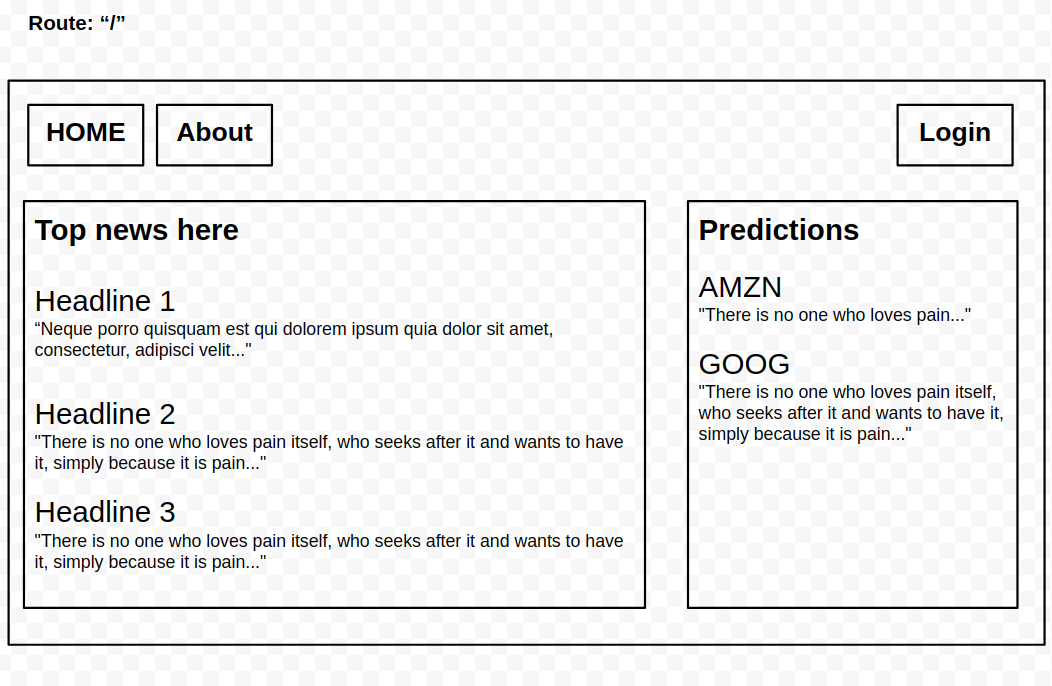 Route: “/”
HOME
About
Login
Top news here
Headline 1
“Neque porro quisquam est qui dolorem ipsum quia dolor sit amet,
consectetur, adipisci velit..."
Headline 2
"There is no one who loves pain itself, who seeks after it and wants to have
it, simply because it is pain..."
Headline 3
"There is no one who loves pain itself, who seeks after it and wants to have
it, simply because it is pain..."
Predictions
AMZN
"There is no one who loves pain..."
GOOG
"There is no one who loves pain itself,
who seeks after it and wants to have it,
simply because it is pain..."